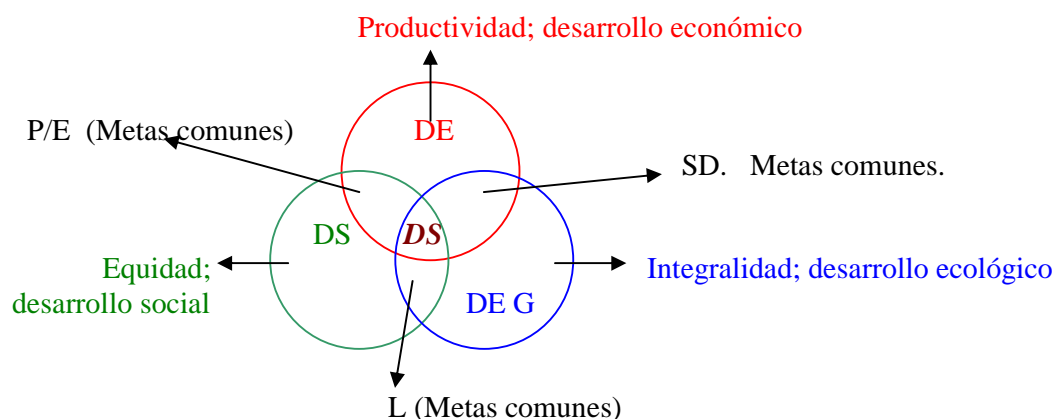 Productividad; desarrollo económico
P/E  (Metas comunes)
DE
SD.   Metas comunes.
DS
DS
Equidad;
desarrollo social
Integralidad; desarrollo ecológico
DE G
L (Metas comunes)